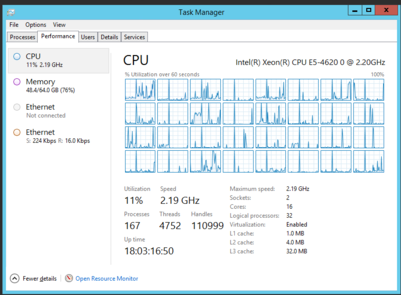 Task Manager
File Options View
Processes Performance Users Details Services
CPU
11% 2.19 GHz
Memory
48.4/64.0 GB (76%)
Ethernet
Not connected
Ethernet
S: 224 Kbps R: 16.0 Kbps
CPU Intel(R) Xeon(R) CPU E5-4620 0 @ 2.20GHz
% Utilization over 60 seconds 100%
Utilization Speed
11% 2.19 GHz
Processes Threads Handles
167 4752 110999
Up time
18:03:16:50
Maximum speed: 2.19 GHz
Sockets: 2
Cores: 16
Logical processors: 32
Virtualization: Enabled
L1 cache: 1.0 MB
L2 cache: 4.0 MB
L3 cache: 32.0 MB
Fewer details Open Resource Monitor